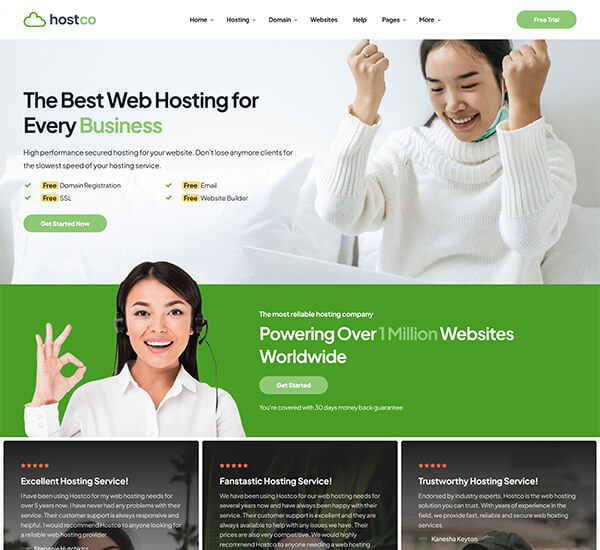 hostco
Home Hosting Domain Websites Help Pages More Free Trial
The Best Web Hosting for
Every Business
High performance secured hosting for your website. Don't lose anymore clients for
the slowest speed of your hosting service.
Free Domain Registration Free Email
Free SSL Free Website Builder
Get Started Now
The most reliable hosting company
Powering Over 1 Million Websites
Worldwide
Get Started
You're covered with 30 days money back guarantee
Excellent Hosting Service!
I have been using Hostco for my web hosting needs for
over 5 years now. I have never had any problems with their
service. Their customer support is always responsive and
helpful. I would recommend Hostco to anyone looking for
a reliable web hosting provider
Stephanie Hutchkins
Fanstastic Hosting Service!
We have been using Hostco for our web hosting needs for
several years now and have always been happy with their
service. Their customer support is excellent and they are
always available to help with any issues we have. Their
prices are also very competitive. We would highly
recommend Hostco to anyone needing a web hosting
Trustworthy Hosting Service!
Endorsed by industry experts, Hostco is the web hosting
solution you can trust. With years of experience in the
field, we provide fast, reliable and secure web hosting
services.
Kanesha Keyton